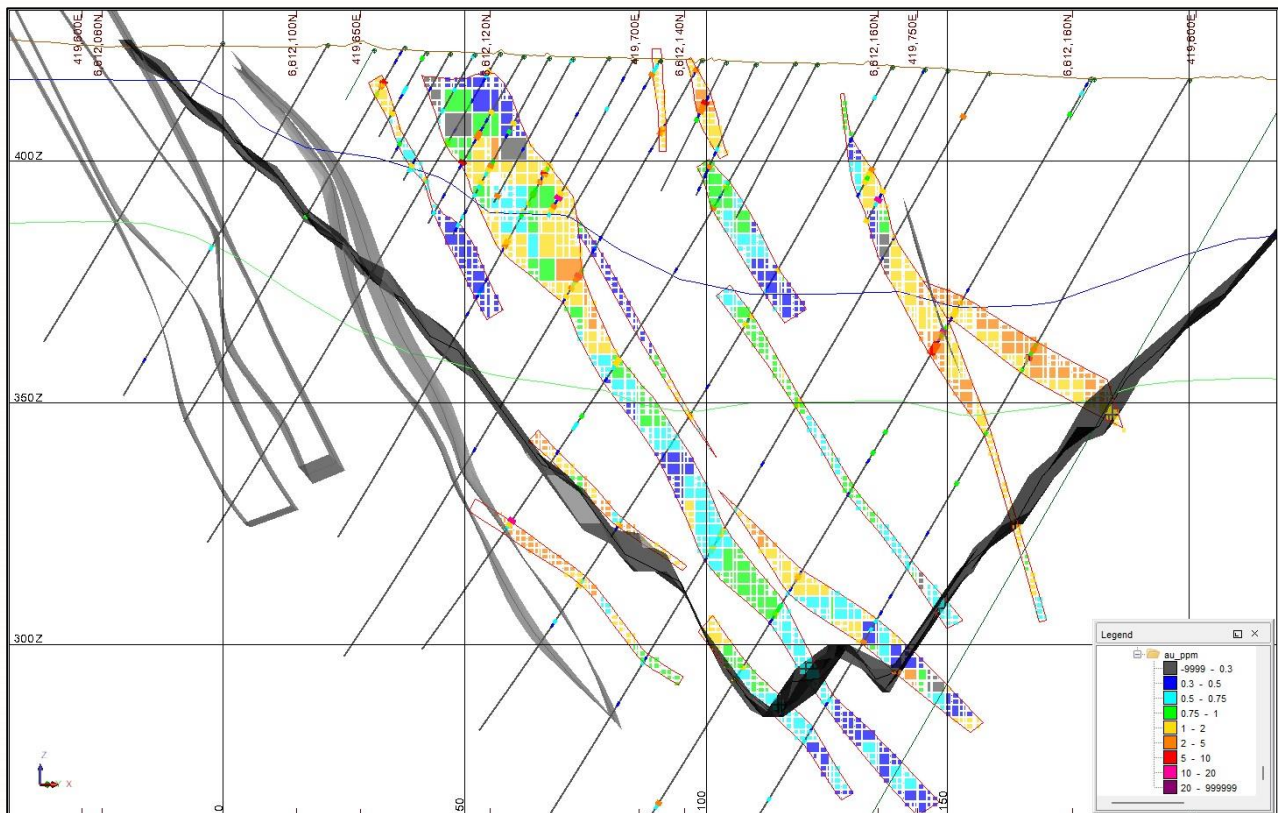 419,600E
6,612,080N
6,612,100N
419,650E
6,612,120N
419,700E
6,612,140N
6,612,160N
419,750E
6,612,180N
419,800E
400Z
350Z
300Z
Legend
au_ppm
-9999 - 0.3
0.3 - 0.5
0.5 - 0.75
0.75 - 1
1 - 2
2 - 5
5 - 10
10 - 20
20 - 999999
Z
Y X
0
50
100
150